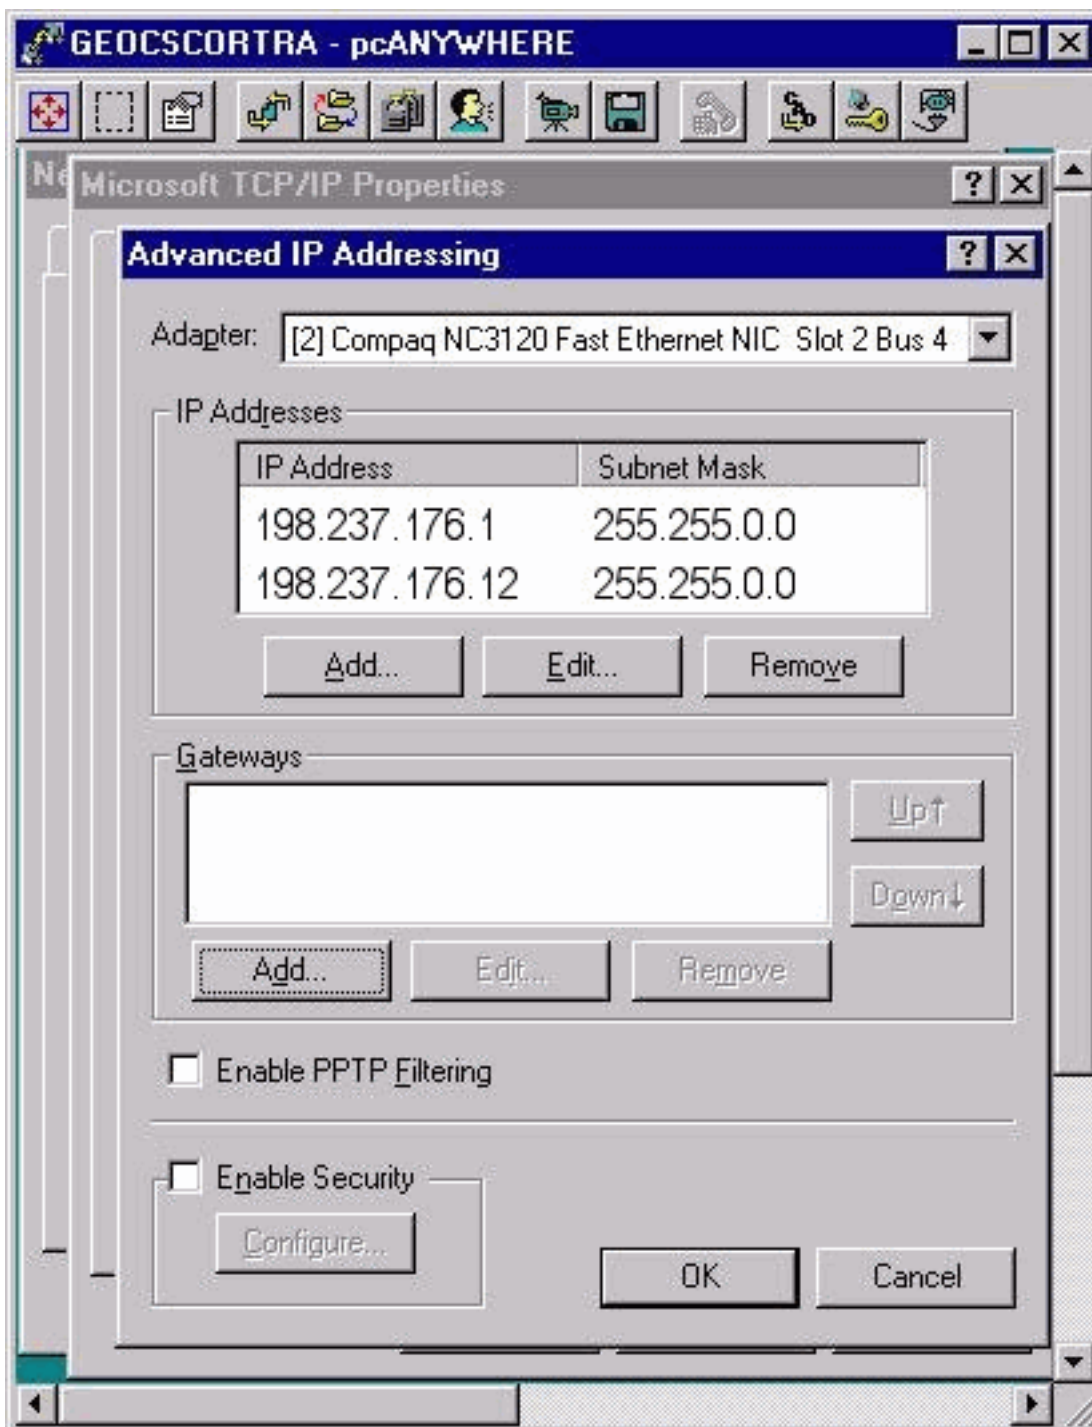 GEOCSCORTRA - pcANYWHERE
Ne
Microsoft TCP/IP Properties
Advanced IP Addressing
Adapter: [2] Compaq NC3120 Fast Ethernet NIC Slot 2 Bus 4
IP Addresses
IP Address Subnet Mask
198.237.176.1 255.255.0.0
198.237.176.12 255.255.0.0
Add... Edit... Remove
Gateways
Up↑
Down↓
Add... Edit... Remove
Enable PPTP Filtering
Enable Security
Configure...
OK Cancel